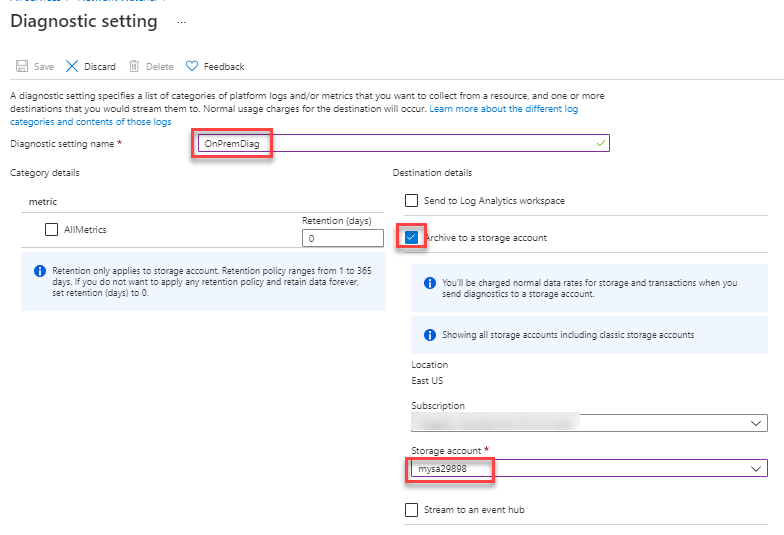 Diagnostic setting ...
Save Discard Delete Feedback
A diagnostic setting specifies a list of categories of platform logs and/or metrics that you want to collect from a resource, and one or more
destinations that you would stream them to. Normal usage charges for the destination will occur. Learn more about the different log
categories and contents of those logs
Diagnostic setting name * OnPremDiag
Category details
metric
AllMetrics
Retention (days)
0
Retention only applies to storage account. Retention policy ranges from 1 to 365
days. If you do not want to apply any retention policy and retain data forever,
set retention (days) to 0.
Destination details
Send to Log Analytics workspace
Archive to a storage account
You'll be charged normal data rates for storage and transactions when you
send diagnostics to a storage account.
Showing all storage accounts including classic storage accounts
Location
East US
Subscription
Storage account *
mysa29898
Stream to an event hub